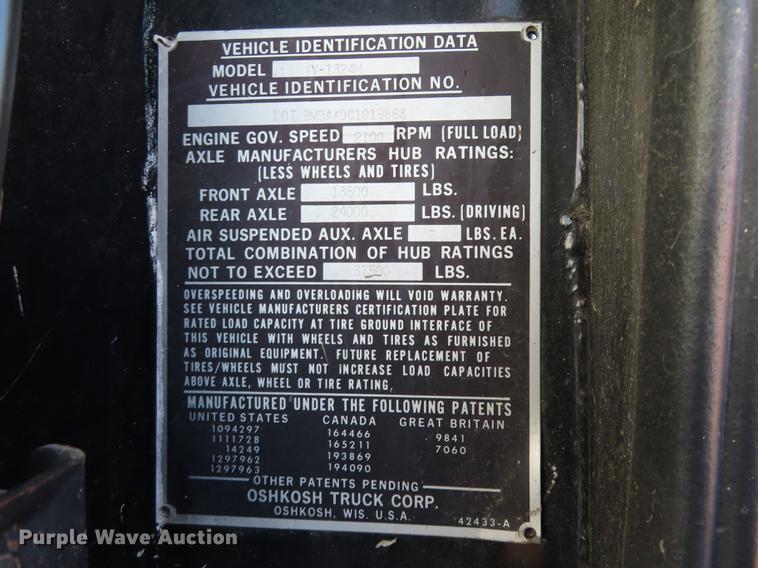 VEHICLE IDENTIFICATION DATA
MODEL V-1324M
VEHICLE IDENTIFICATION NO.
ENGINE GOV. SPEED 2100 RPM (FULL LOAD)
AXLE MANUFACTURERS HUB RATINGS:
(LESS WHEELS AND TIRES)
FRONT AXLE 13500 LBS.
REAR AXLE 24000 LBS. (DRIVING)
AIR SUSPENDED AUX. AXLE LBS. EA.
TOTAL COMBINATION OF HUB RATINGS
NOT TO EXCEED 37500 LBS.
OVERSPEEDING AND OVERLOADING WILL VOID WARRANTY.
SEE VEHICLE MANUFACTURERS CERTIFICATION PLATE FOR
RATED LOAD CAPACITY AT TIRE GROUND INTERFACE OF
THIS VEHICLE WITH WHEELS AND TIRES AS FURNISHED
AS ORIGINAL EQUIPMENT. FUTURE REPLACEMENT OF
TIRES/WHEELS MUST NOT INCREASE LOAD CAPACITIES
ABOVE AXLE, WHEEL OR TIRE RATING,
MANUFACTURED UNDER THE FOLLOWING PATENTS
UNITED STATES CANADA GREAT BRITAIN
1094297 164466 9841
1111728 165211 7060
14249 193869
1297962 194090
1297963
OTHER PATENTS PENDING
OSHKOSH TRUCK CORP.
OSHKOSH, WIS. U.S.A.
42433-A
Purple Wave Auction